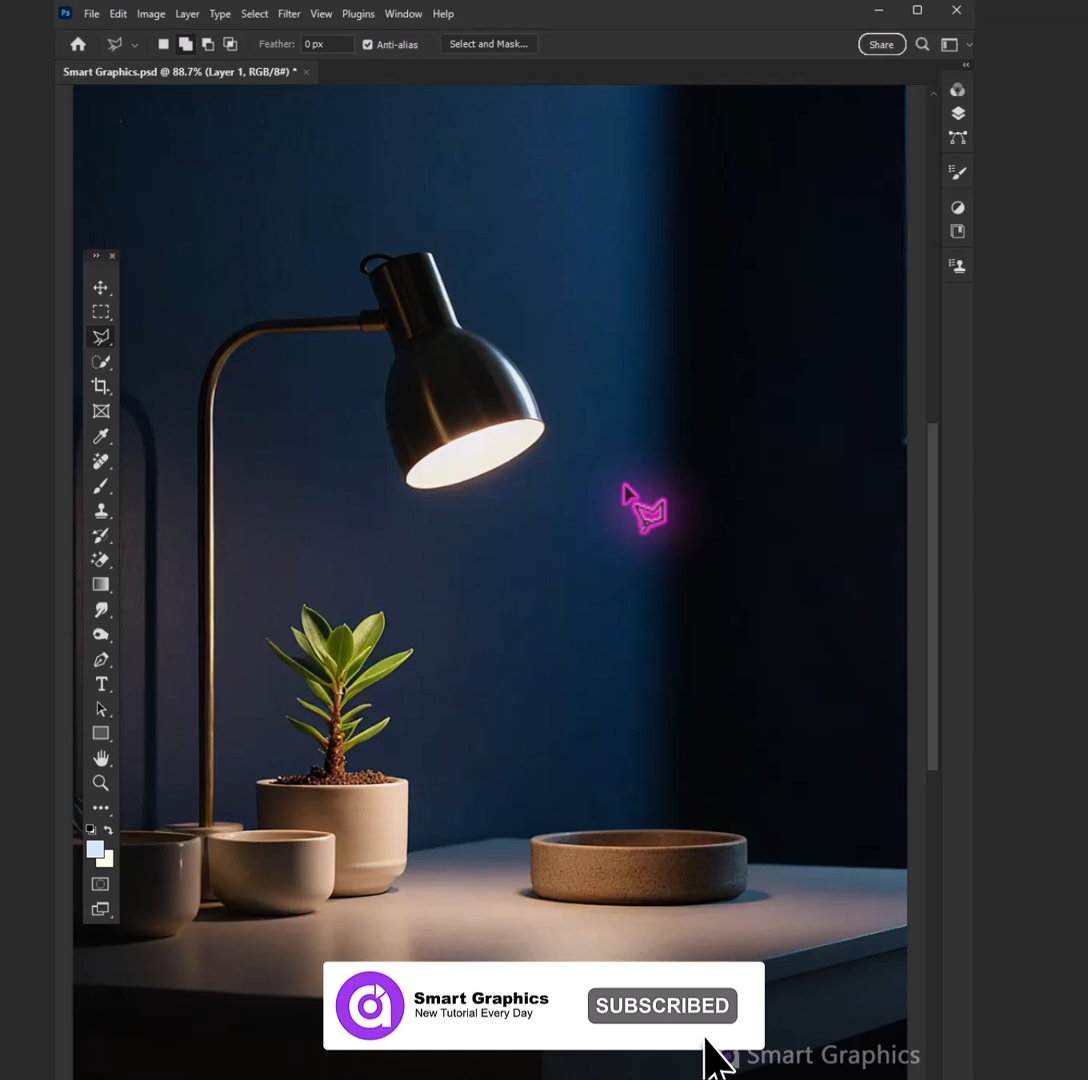 Ps File Edit Image Layer Type Select Filter View Plugins Window Help
Feather: 0 px Anti-alias Select and Mask... Share
Smart Graphics.psd @ 88.7% (Layer 1, RGB/8#) * ×
T
Smart Graphics
New Tutorial Every Day
SUBSCRIBED
Smart Graphics